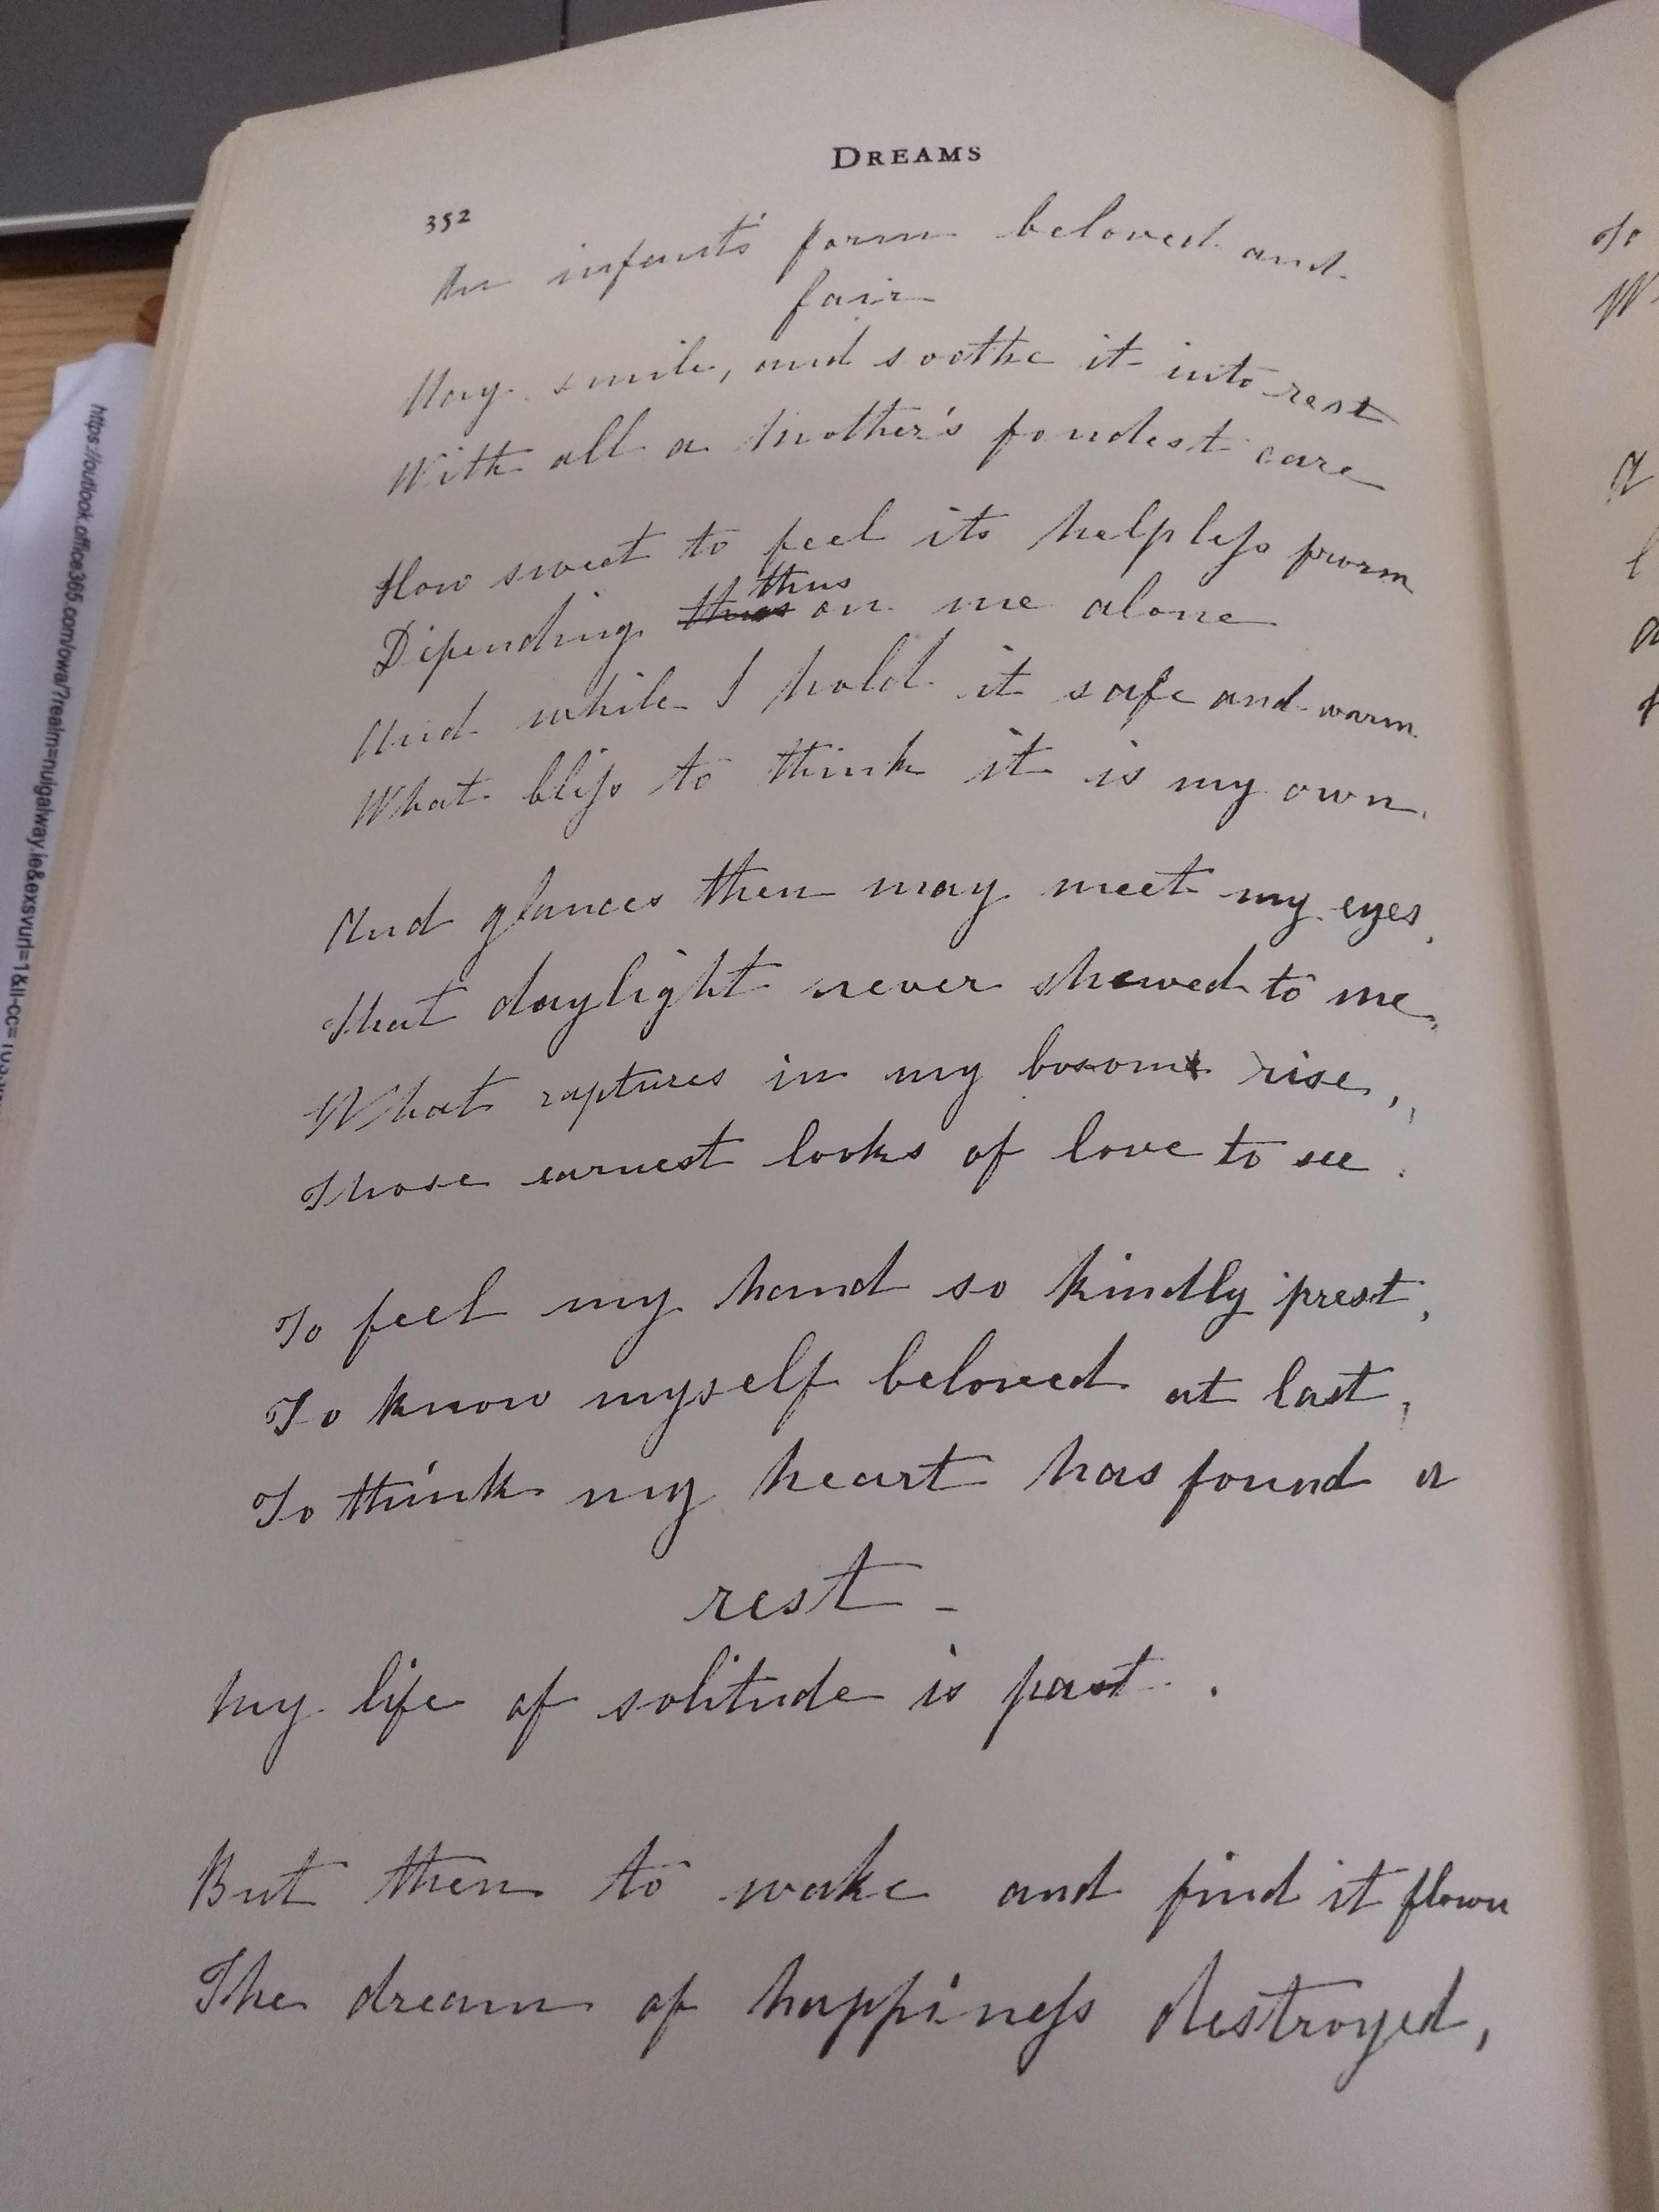 DREAMS
352
An infant's form beloved and
fair
May smile, and soothe it into rest
With all a Mother's fondest care
How sweet to feel its helpleſs form
Depending thus thus on me alone
And while I hold it safe and warm
What bliſs to think it is my own.
And glances then may meet my eyes,
That daylight never shewed to me,
What raptures in my bosom rise,
Those earnest looks of love to see.
To feel my hand so kindly prest,
To know myself beloved at last,
To think my heart has found a
rest -
My life of solitude is past.
But then to wake and find it flown
The dream of happineſs destroyed,
To
W
https://outlook.office365.com/owa/?realm=nuigalway.ie&exsvurl=1&ll-cc=